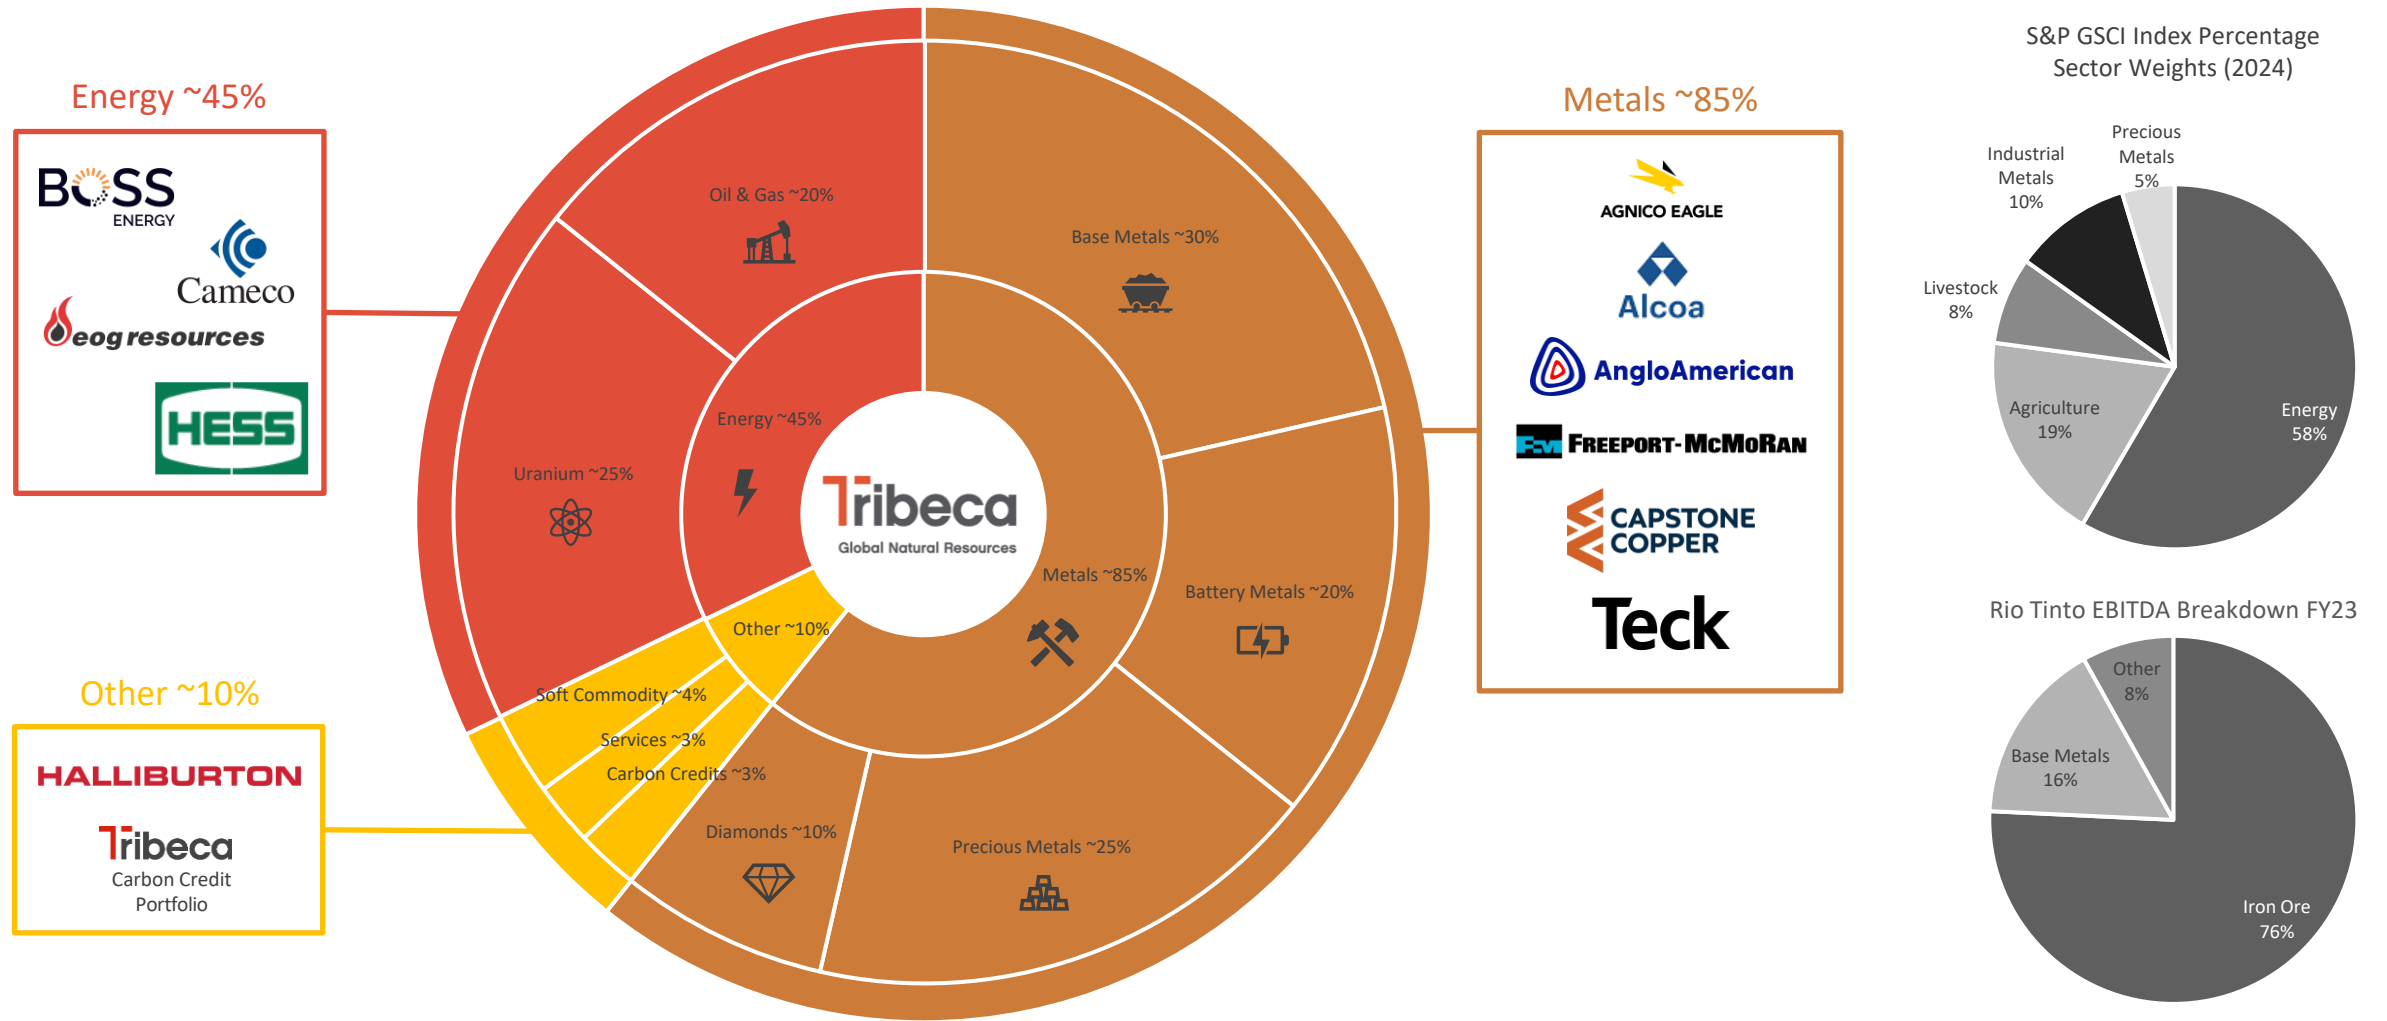 Energy ~45%
BOSS
ENERGY
Cameco
eog resources
HESS
Other ~10%
HALLIBURTON
Tribeca
Carbon Credit
Portfolio
Oil & Gas ~20%
Base Metals ~30%
Energy ~45%
Uranium ~25%
Tribeca
Global Natural Resources
Metals ~85%
Battery Metals ~20%
Other ~10%
Soft Commodity ~4%
Services ~3%
Carbon Credits ~3%
Diamonds ~10%
Precious Metals ~25%
Metals ~85%
AGNICO EAGLE
Alcoa
AngloAmerican
FCX FREEPORT-McMoRAN
CAPSTONE
COPPER
Teck
S&P GSCI Index Percentage
Sector Weights (2024)
Precious
Metals
5%
Industrial
Metals
10%
Livestock
8%
Agriculture
19%
Energy
58%
Rio Tinto EBITDA Breakdown FY23
Other
8%
Base Metals
16%
Iron Ore
76%